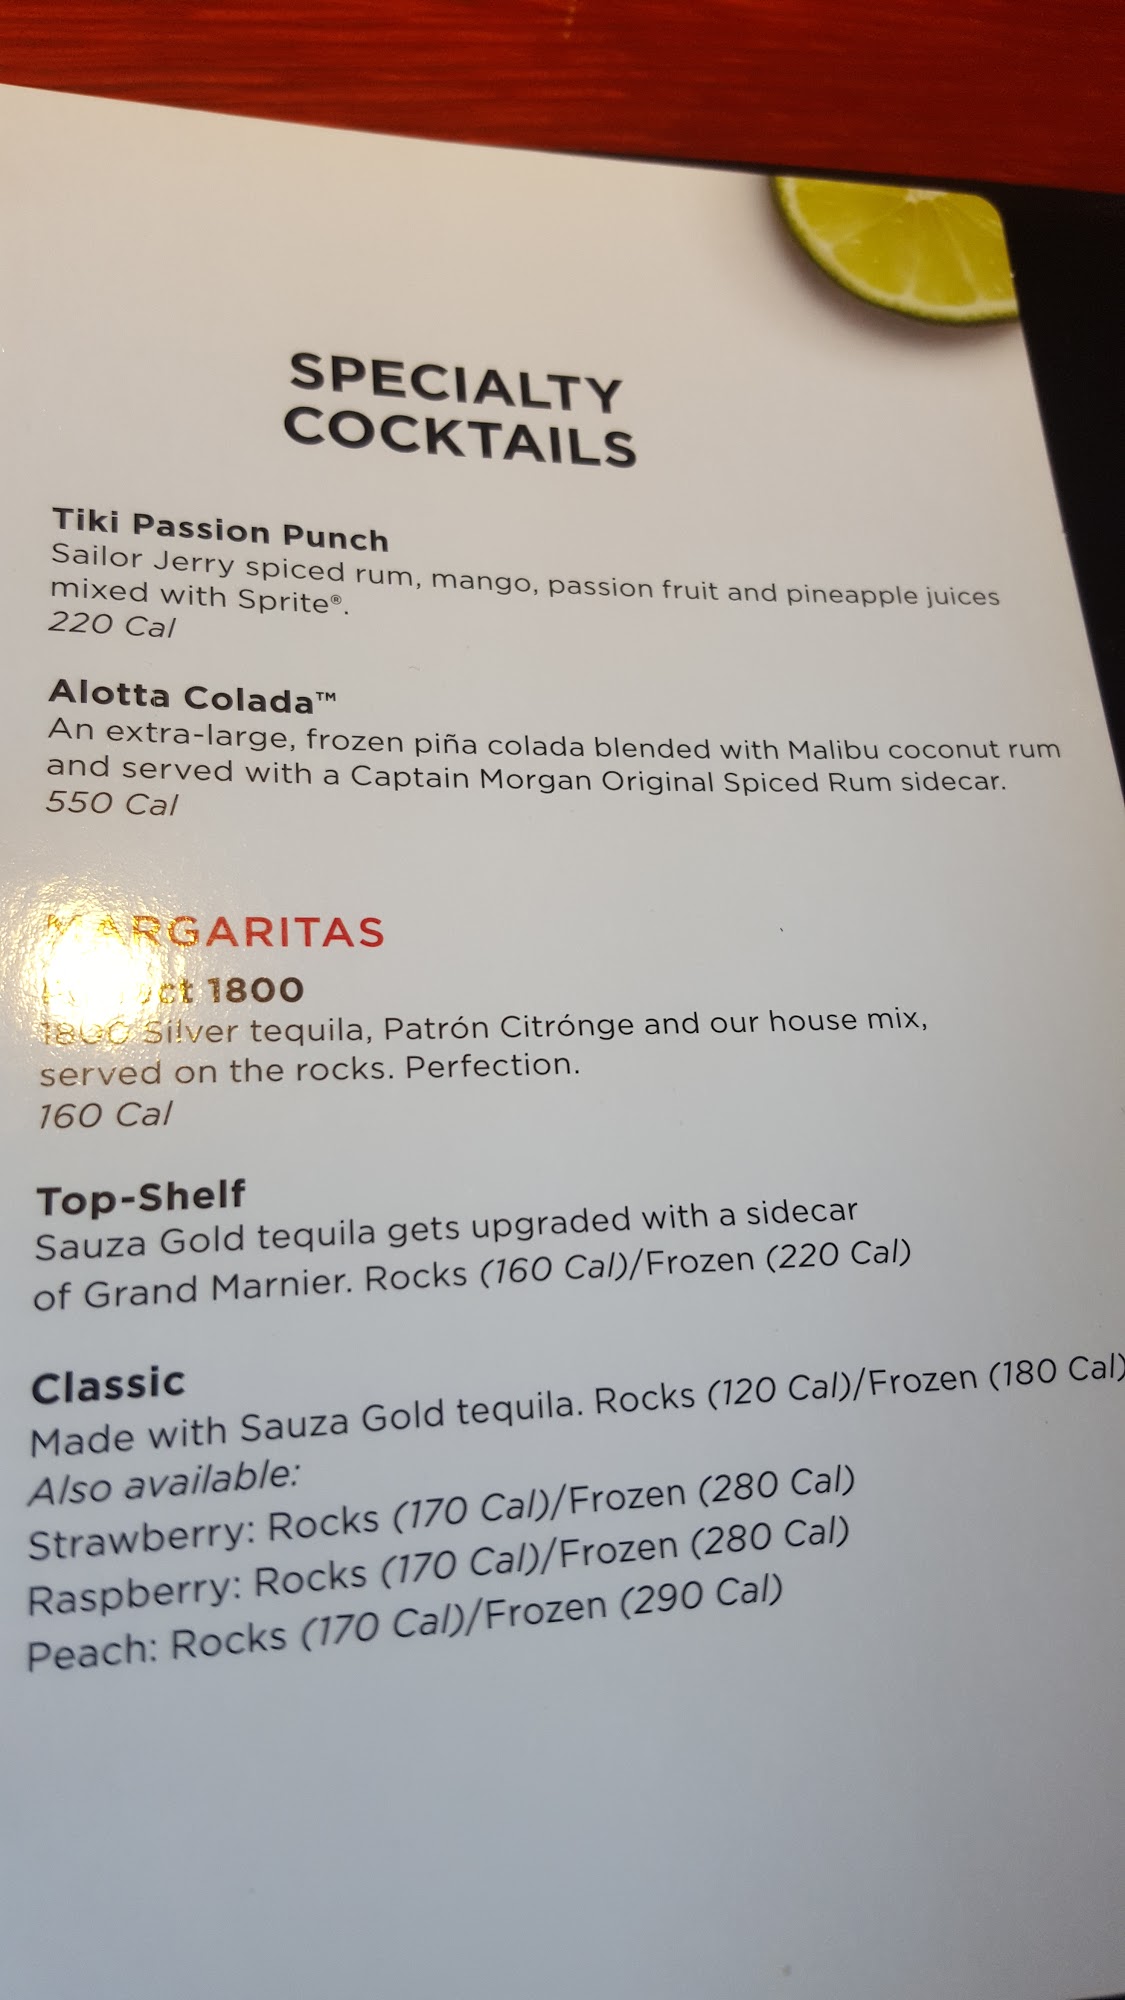 SPECIALTY
COCKTAILS
Tiki Passion Punch
Sailor Jerry spiced rum, mango, passion fruit and pineapple juices
mixed with Sprite®.
220 Cal
Alotta Colada™
An extra-large, frozen piña colada blended with Malibu coconut rum
and served with a Captain Morgan Original Spiced Rum sidecar.
550 Cal
MARGARITAS
1800
1800 Silver tequila, Patrón Citrónge and our house mix,
served on the rocks. Perfection.
160 Cal
Top-Shelf
Sauza Gold tequila gets upgraded with a sidecar
of Grand Marnier. Rocks (160 Cal)/Frozen (220 Cal)
Classic
Made with Sauza Gold tequila. Rocks (120 Cal)/Frozen (180 Cal)
Also available:
Strawberry: Rocks (170 Cal)/Frozen (280 Cal)
Raspberry: Rocks (170 Cal)/Frozen (280 Cal)
Peach: Rocks (170 Cal)/Frozen (290 Cal)